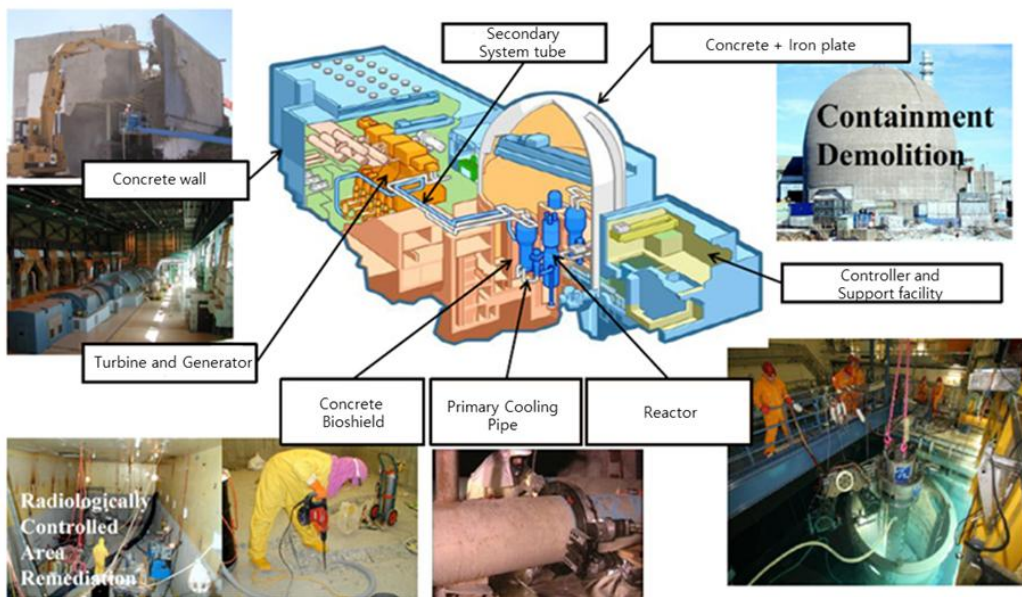 Secondary
System tube
Concrete + Iron plate
Containment
Demolition
Concrete wall
Controller and
Support facility
Turbine and Generator
Concrete
Bioshield
Primary Cooling
Pipe
Reactor
Radiologically
Controlled
Area
Remediation